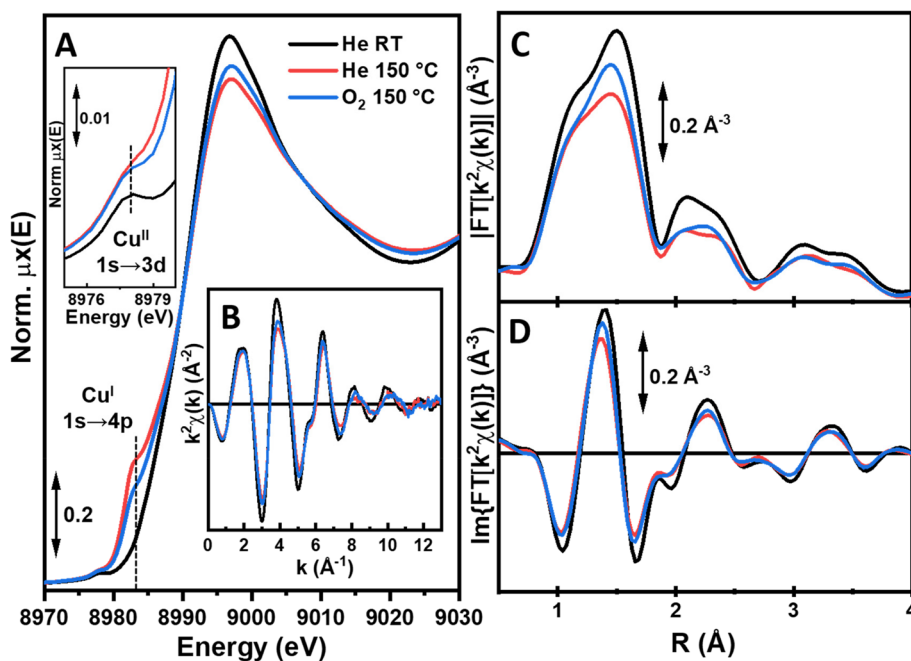 A
He RT
He 150 °C
O₂ 150 °C
Norm μx(E)
0.01
Cuᴵᴵ
1s→3d
8976 8979
Energy (eV)
Cuᴵ
1s→4p
0.2
Norm. μx(E)
B
k²χ(k) (Å⁻²)
0 2 4 6 8 10 12
k (Å⁻¹)
8970 8980 8990 9000 9010 9020 9030
Energy (eV)
C
|FT[k²χ(k)]| (Å⁻³)
0.2 Å⁻³
D
Im{FT[k²χ(k)]} (Å⁻³)
0.2 Å⁻³
1 2 3 4
R (Å)